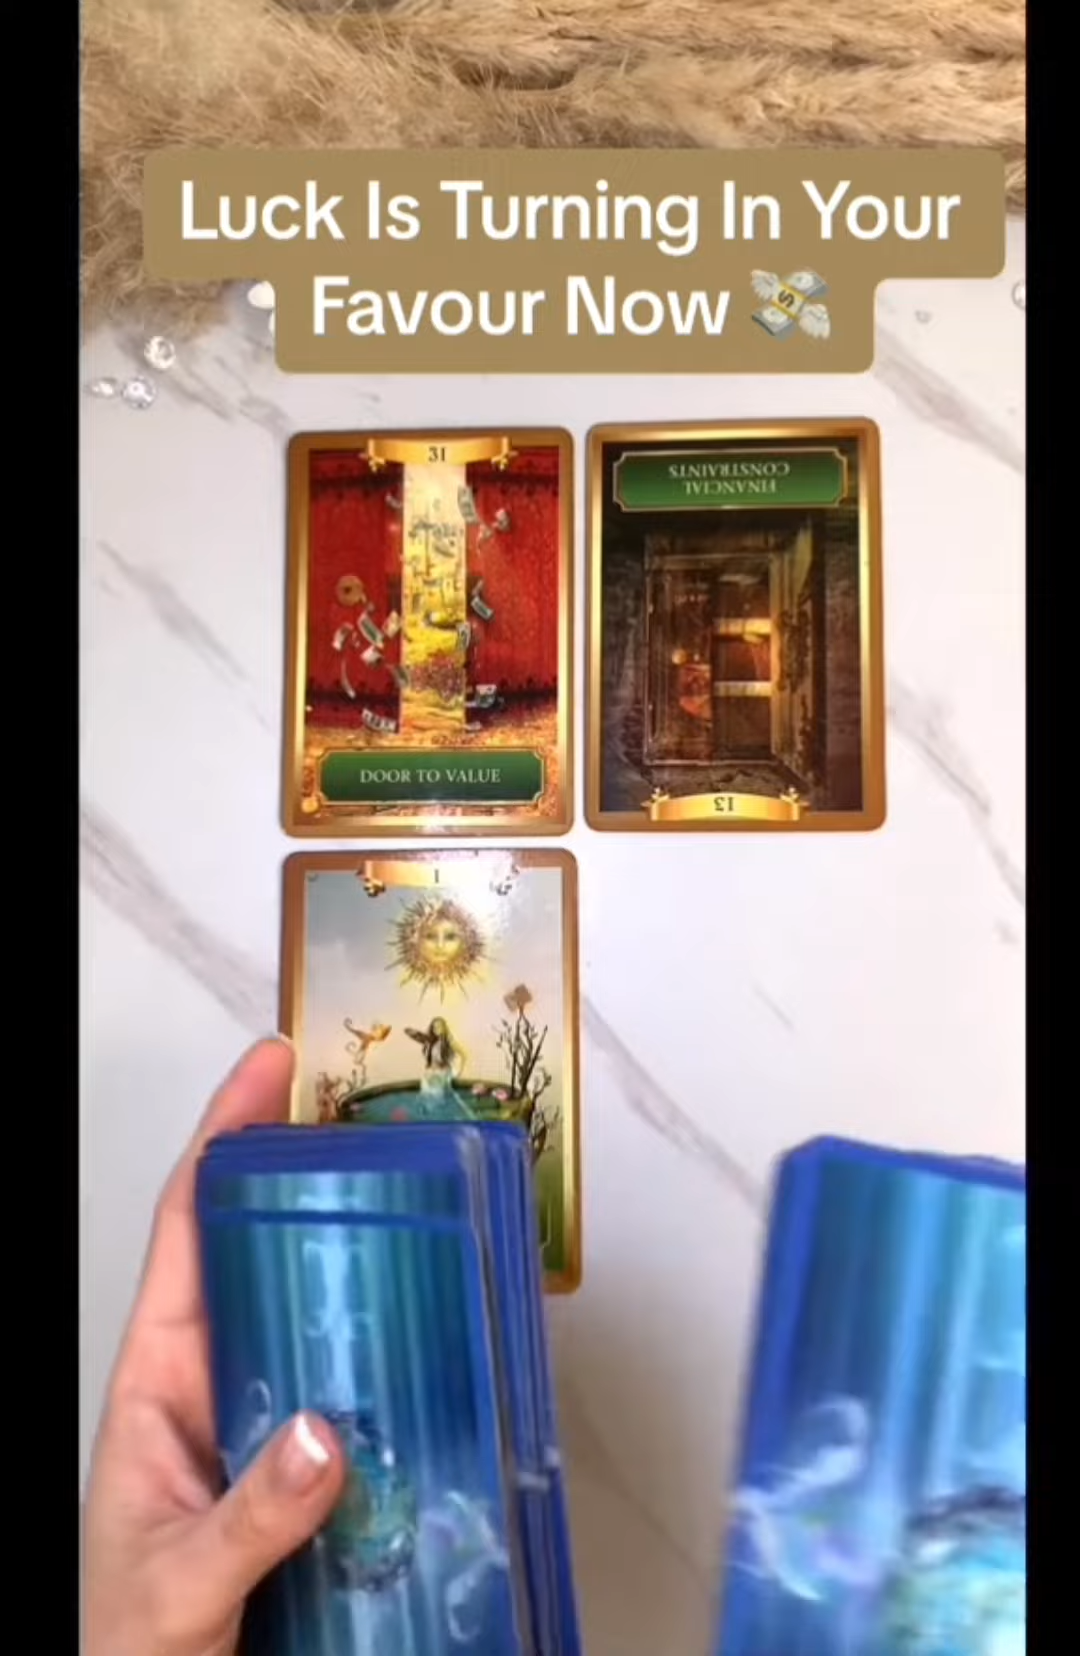 Luck Is Turning In Your
Favour Now 💸
31
DOOR TO VALUE
FINANCIAL
CONSTRAINTS
13
1